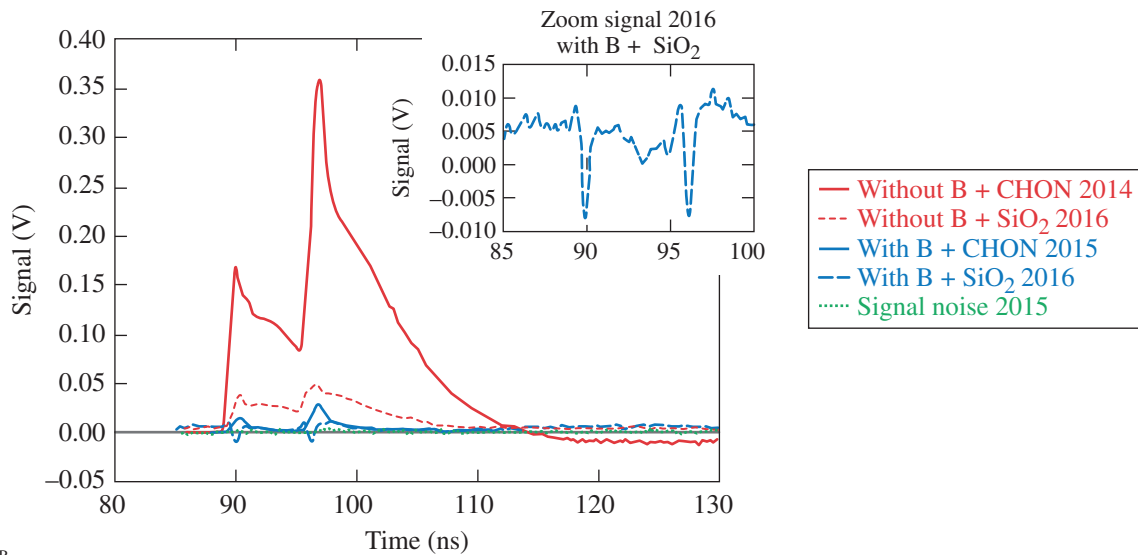 Zoom signal 2016
with B + SiO₂
0.40
0.35
0.30
0.25
0.20
0.15
0.10
0.05
0.00
–0.05
Signal (V)
80 90 100 110 120 130
Time (ns)
0.015
0.010
0.005
0.000
–0.005
–0.010
Signal (V)
85 90 95 100
Without B + CHON 2014
Without B + SiO₂ 2016
With B + CHON 2015
With B + SiO₂ 2016
Signal noise 2015
B